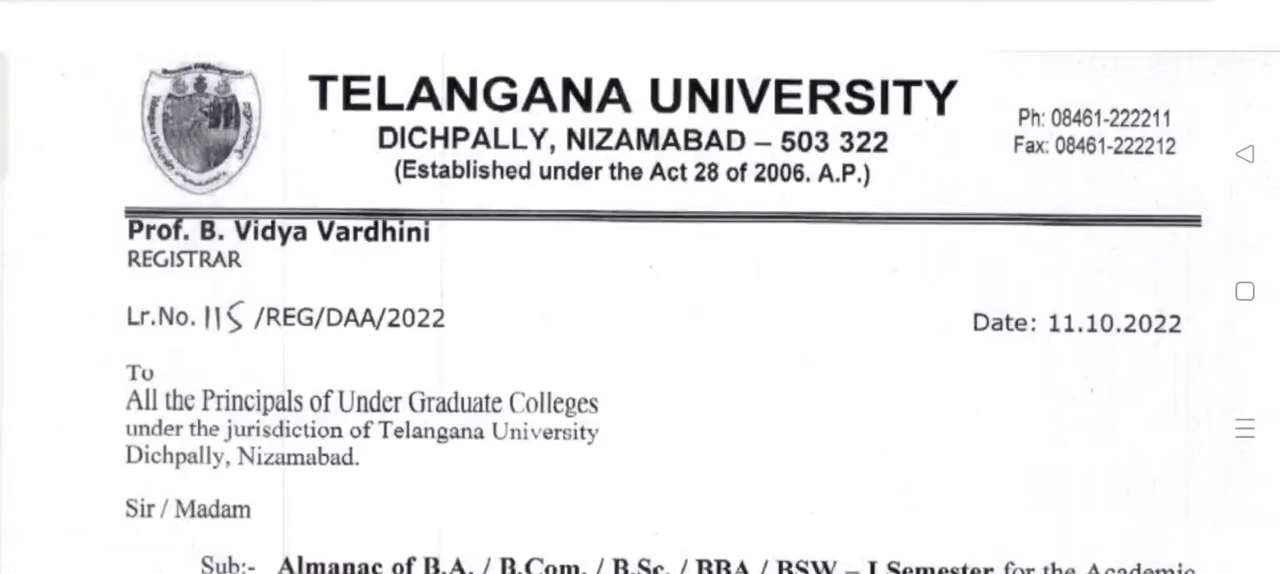 TELANGANA UNIVERSITY
DICHPALLY, NIZAMABAD – 503 322
(Established under the Act 28 of 2006. A.P.)
Ph: 08461-222211
Fax: 08461-222212
Prof. B. Vidya Vardhini
REGISTRAR
Lr.No. 115 /REG/DAA/2022
Date: 11.10.2022
To
All the Principals of Under Graduate Colleges
under the jurisdiction of Telangana University
Dichpally, Nizamabad.
Sir / Madam
Sub:- Almanac of B.A. / B.Com. / B.Sc. / BBA / BSW – I Semester for the Academic